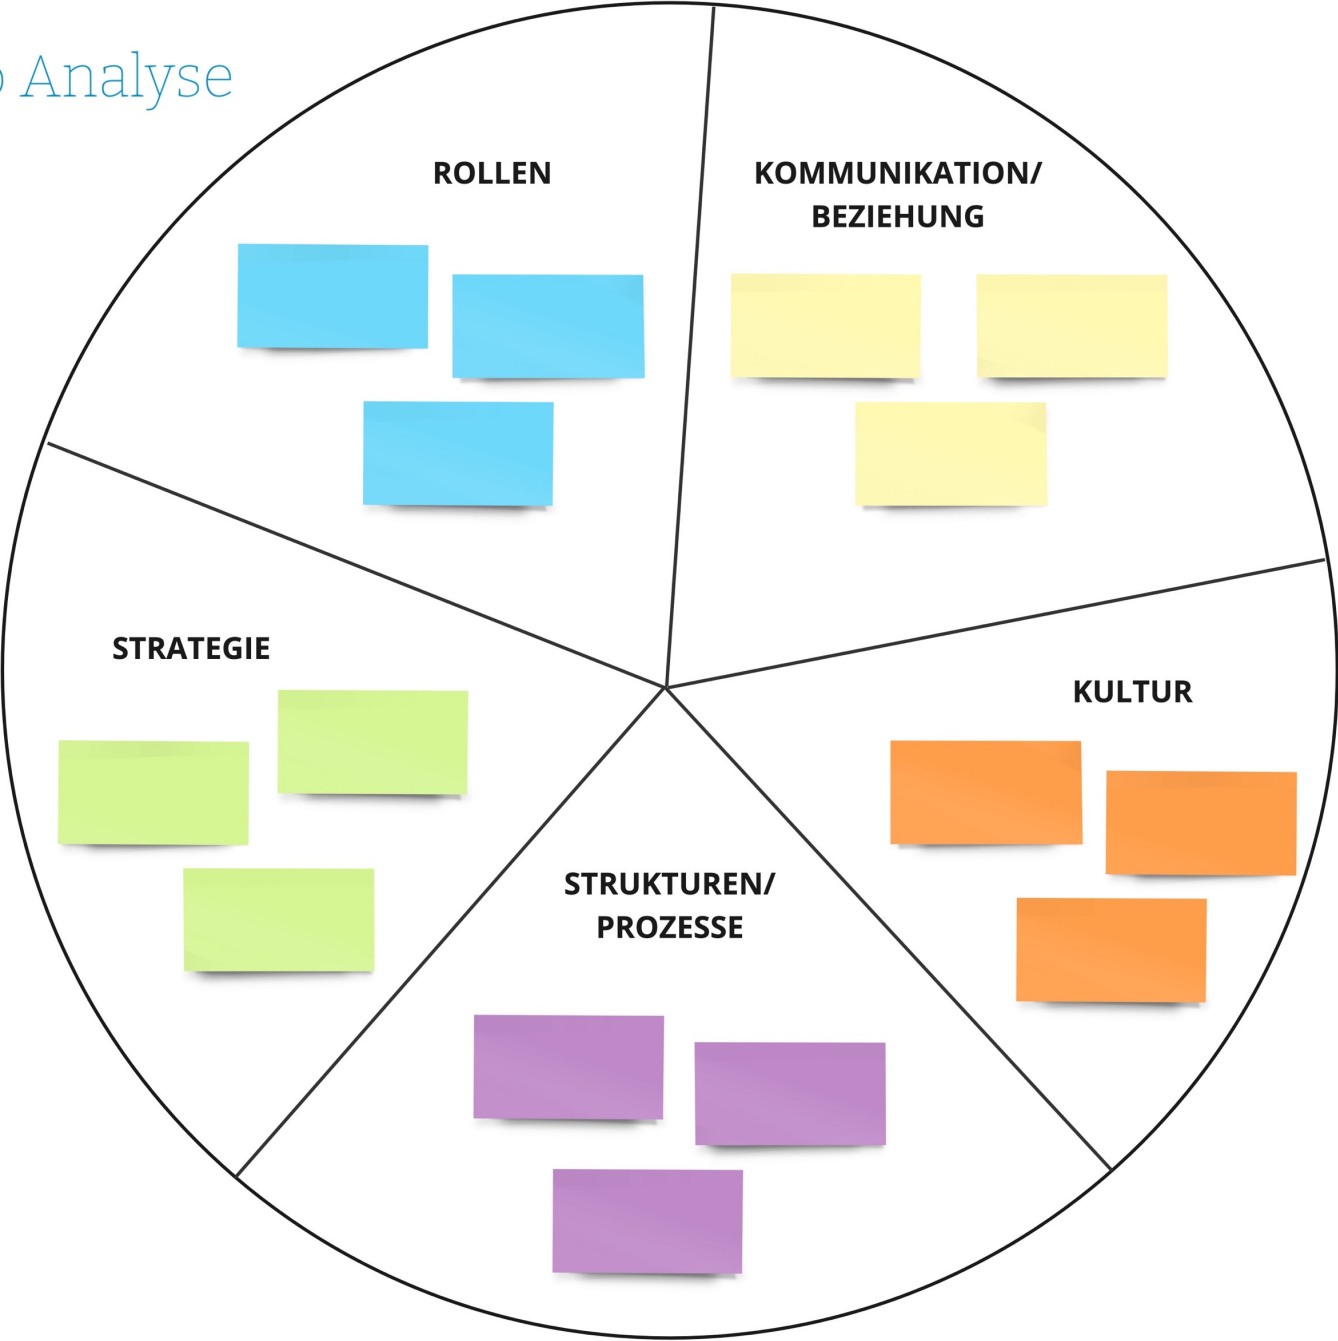 Analyse
ROLLEN
KOMMUNIKATION/
BEZIEHUNG
STRATEGIE
KULTUR
STRUKTUREN/
PROZESSE